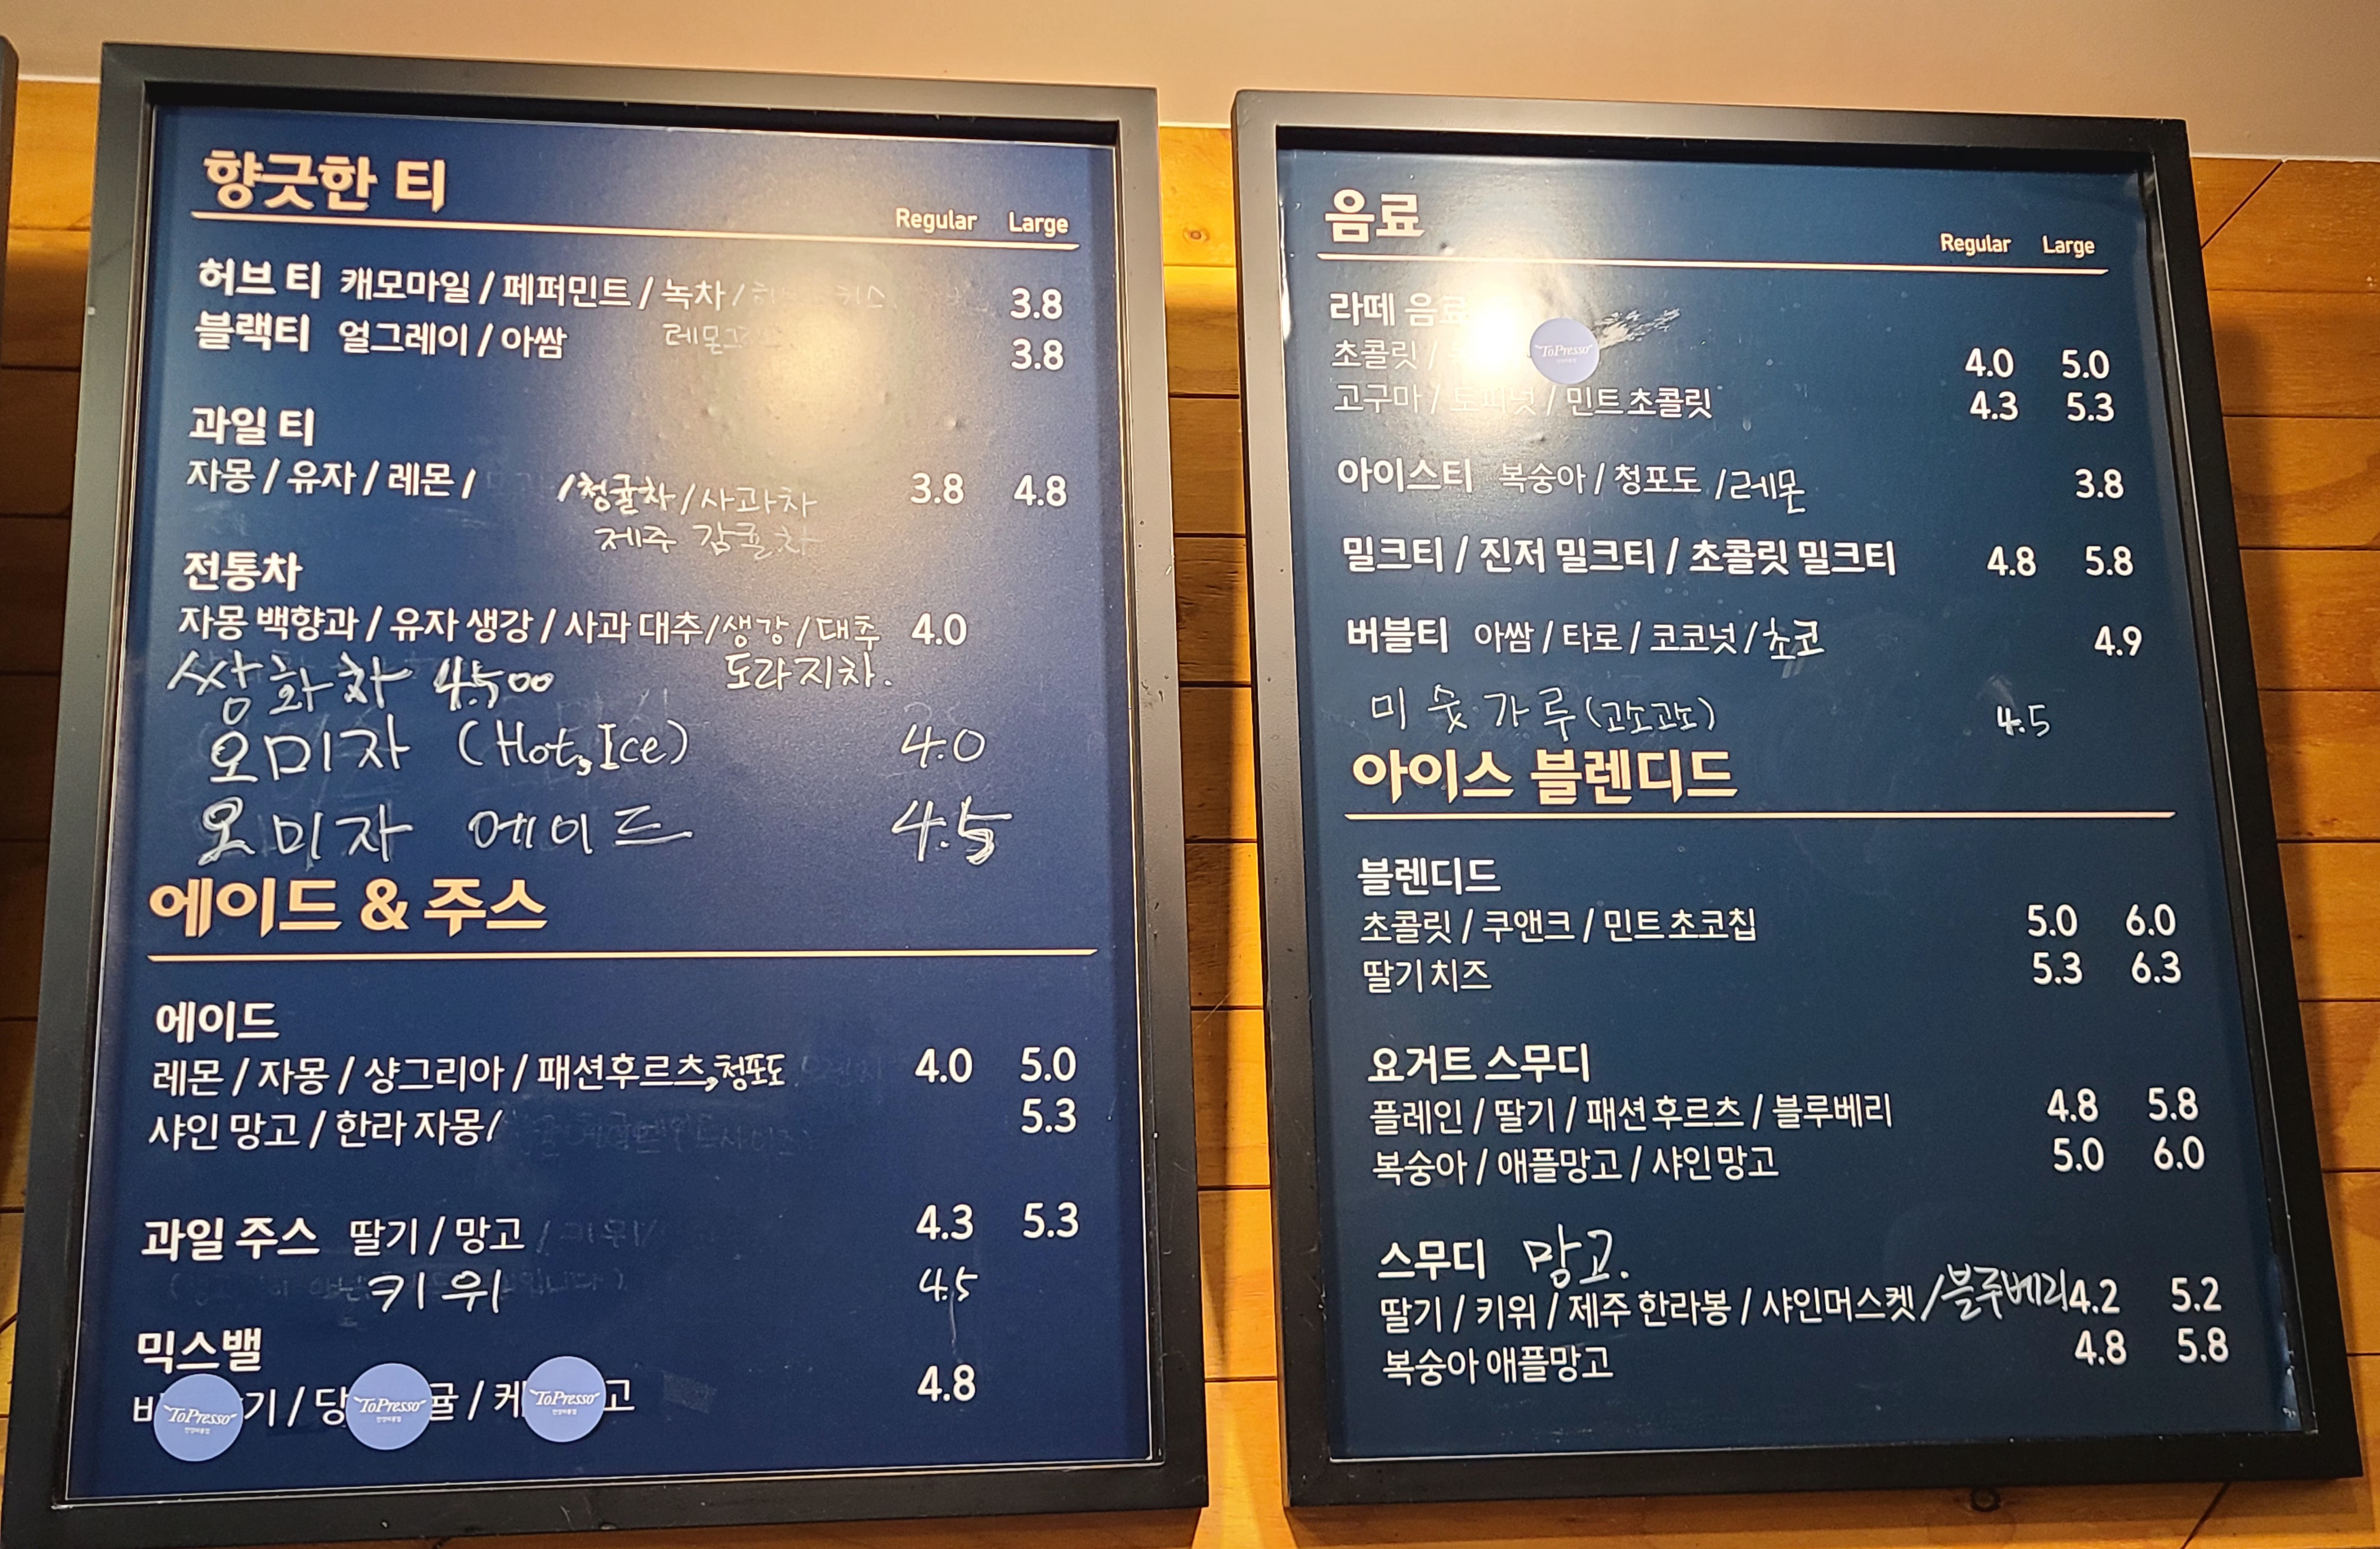 향긋한 티
Regular Large
허브 티 캐모마일 / 페퍼민트 / 녹차 / 3.8
블랙티 얼그레이 / 아쌈 3.8
과일 티
자몽 / 유자 / 레몬 / /청귤차/사과차 3.8 4.8
제주 감귤차
전통차
자몽 백향과 / 유자 생강 / 사과 대추/생강/대추 4.0
도라지차.
쌍화차 4500
오미자 (Hot, Ice) 4.0
오미자 에이드 4.5
에이드 & 주스
에이드
레몬 / 자몽 / 샹그리아 / 패션후르츠,청포도 4.0 5.0
샤인 망고 / 한라 자몽/ 5.3
과일 주스 딸기 / 망고 / 키위/ 4.3 5.3
키위 4.5
믹스밸
4.8
ToPresso ToPresso ToPresso
음료
Regular Large
라떼 음료
초콜릿 / ToPresso 4.0 5.0
고구마 / 토피넛 / 민트 초콜릿 4.3 5.3
아이스티 복숭아 / 청포도 /레몬 3.8
밀크티 / 진저 밀크티 / 초콜릿 밀크티 4.8 5.8
버블티 아쌈 / 타로 / 코코넛 / 초코 4.9
미숫가루(고소고소) 4.5
아이스 블렌디드
블렌디드
초콜릿 / 쿠앤크 / 민트 초코칩 5.0 6.0
딸기 치즈 5.3 6.3
요거트 스무디
플레인 / 딸기 / 패션 후르츠 / 블루베리 4.8 5.8
복숭아 / 애플망고 / 샤인망고 5.0 6.0
스무디 망고.
딸기 / 키위 / 제주 한라봉 / 샤인머스켓 /블루베리 4.2 5.2
복숭아 애플망고 4.8 5.8